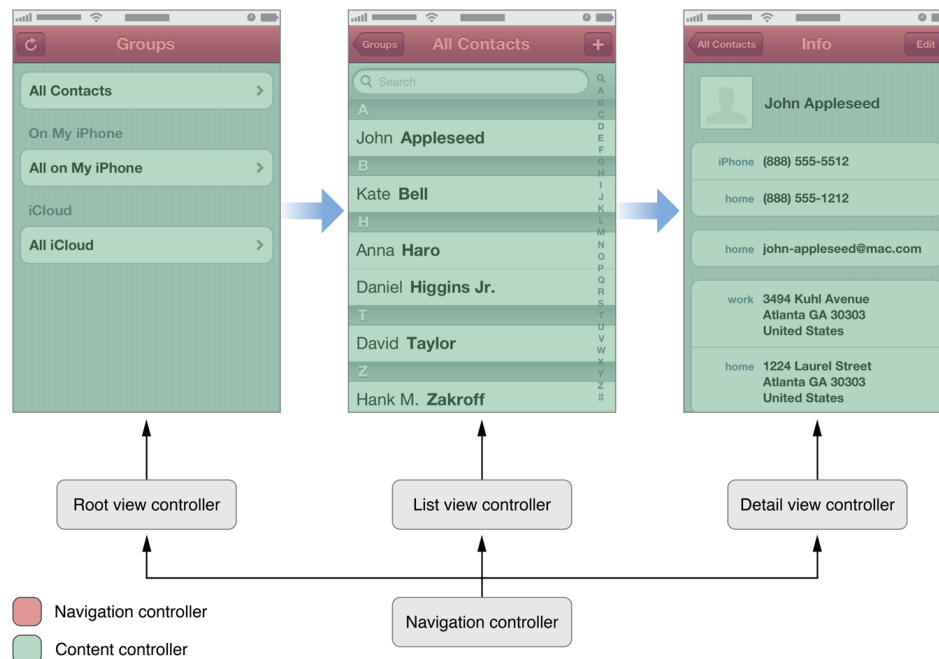 Groups
All Contacts
On My iPhone
All on My iPhone
iCloud
All iCloud
Groups
All Contacts
+
Search
A
John Appleseed
B
Kate Bell
H
Anna Haro
Daniel Higgins Jr.
T
David Taylor
Z
Hank M. Zakroff
A
B
C
D
E
F
G
H
I
J
K
L
M
N
O
P
Q
R
S
T
U
V
W
X
Y
Z
#
All Contacts
Info
Edit
John Appleseed
iPhone (888) 555-5512
home (888) 555-1212
home john-appleseed@mac.com
work 3494 Kuhl Avenue
Atlanta GA 30303
United States
home 1224 Laurel Street
Atlanta GA 30303
United States
Root view controller
List view controller
Detail view controller
Navigation controller
Navigation controller
Content controller